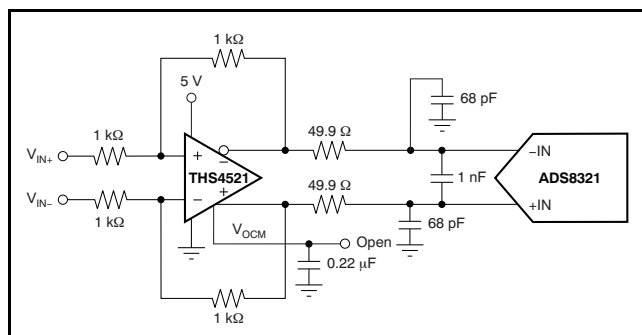 1 kΩ
5 V
68 pF
49.9 Ω
1 kΩ
V_IN+
+
−
−IN
THS4521
1 nF
ADS8321
V_IN−
−
+
49.9 Ω
+IN
1 kΩ
V_OCM
Open
68 pF
0.22 μF
1 kΩ